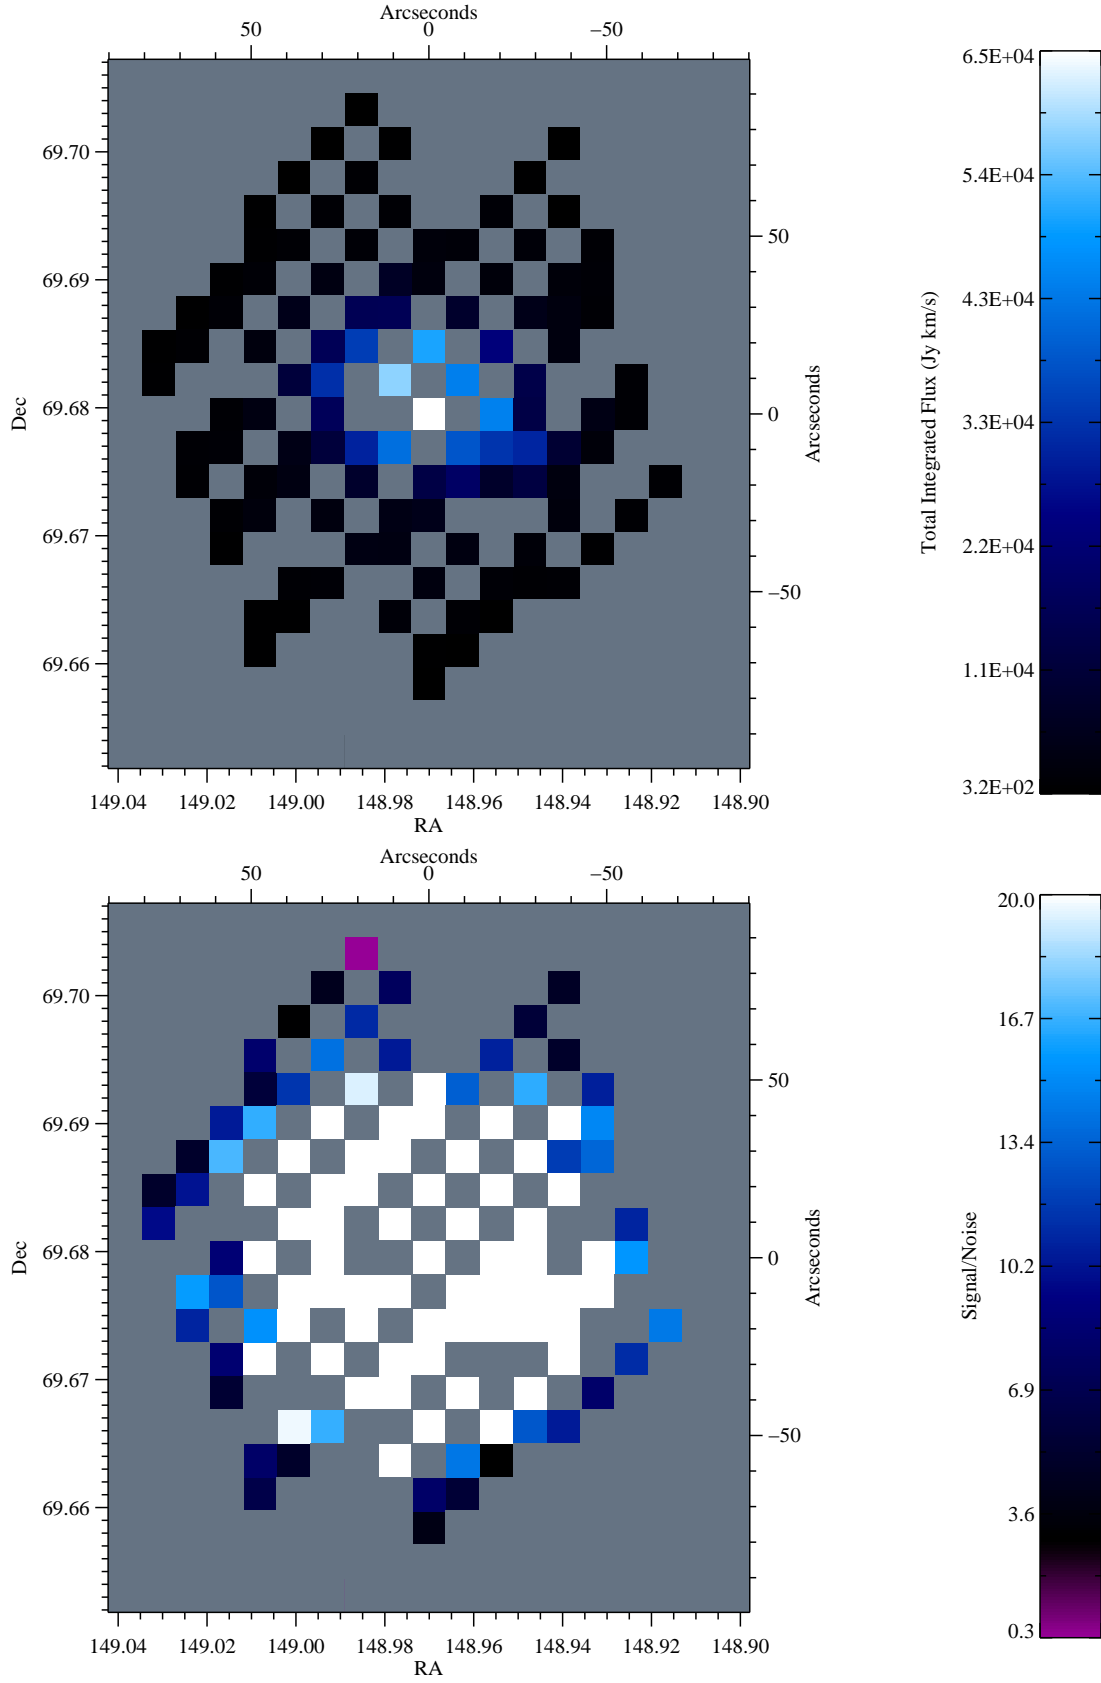 Arcseconds
50 0 −50
6.5E+04
69.70
5.4E+04
50
69.69
4.3E+04
Total Integrated Flux (Jy km/s)
Arcseconds
Dec
69.68
0
3.3E+04
69.67
2.2E+04
−50
69.66
1.1E+04
3.2E+02
149.04 149.02 149.00 148.98 148.96 148.94 148.92 148.90
RA
Arcseconds
50 0 −50
20.0
69.70
16.7
50
69.69
13.4
Signal/Noise
Arcseconds
Dec
69.68
0
10.2
69.67
6.9
−50
69.66
3.6
0.3
149.04 149.02 149.00 148.98 148.96 148.94 148.92 148.90
RA